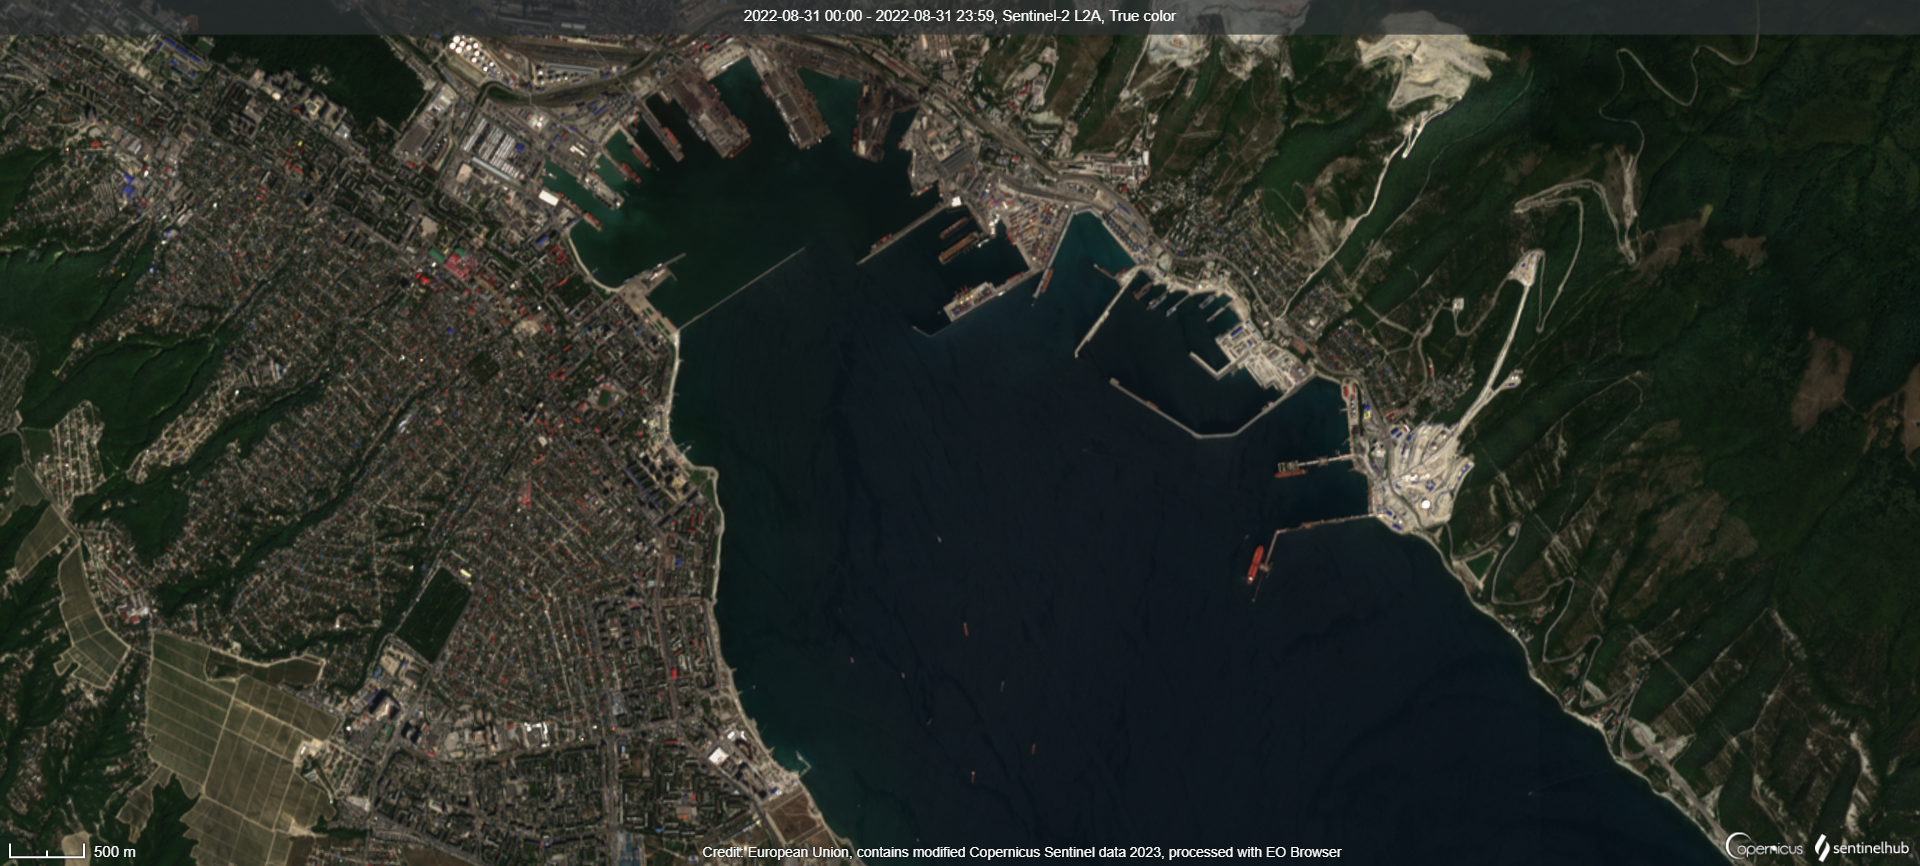 2022-08-31 00:00 - 2022-08-31 23:59, Sentinel-2 L2A, True color
500 m
Credit: European Union, contains modified Copernicus Sentinel data 2023, processed with EO Browser
Copernicus
sentinelhub